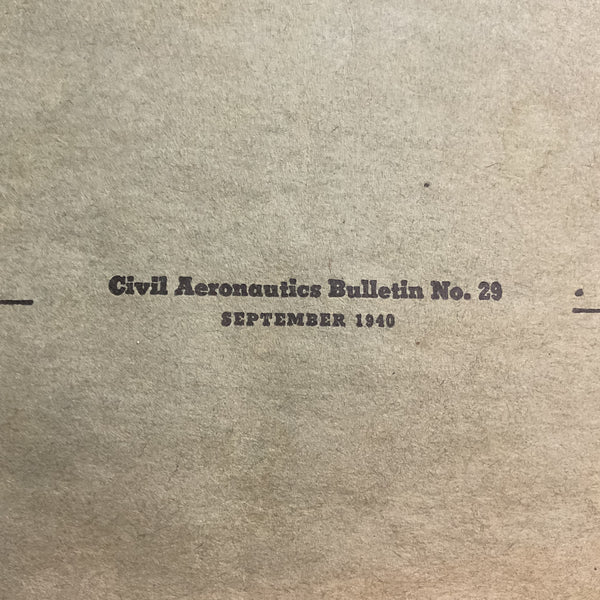 Civil Aeronautics Bulletin No. 29
SEPTEMBER 1940